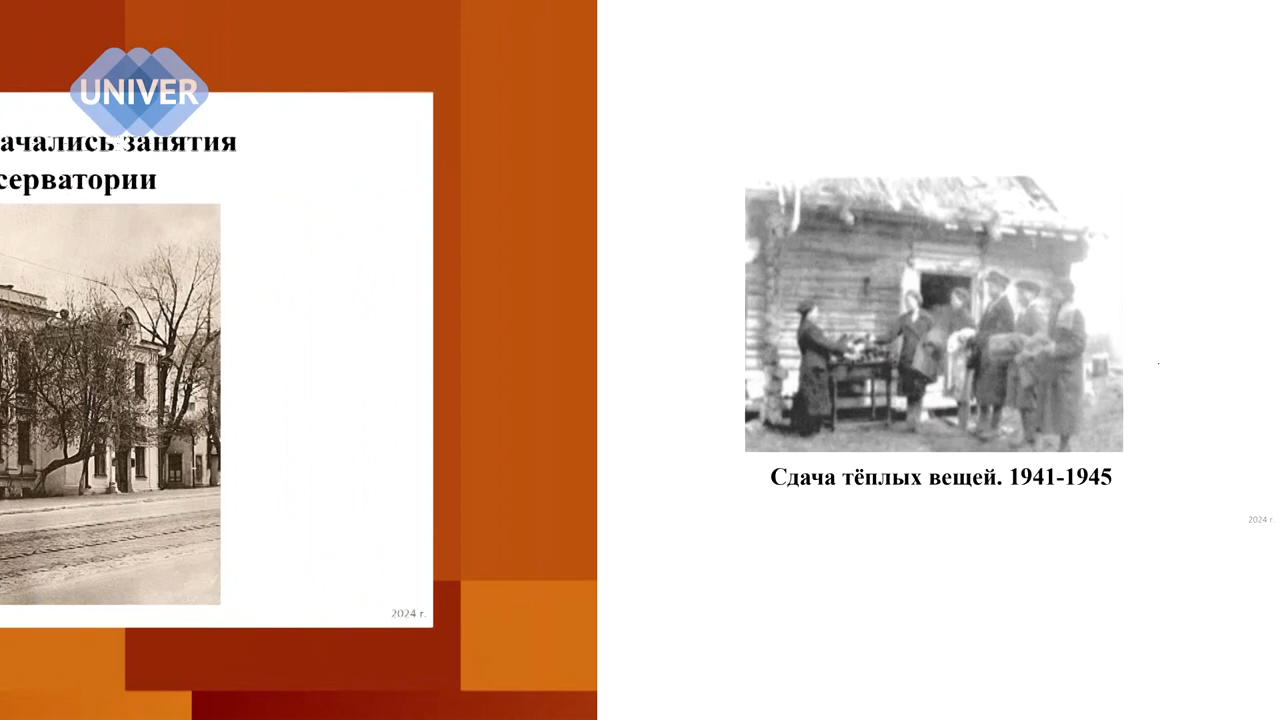 UNIVER
ачались занятия
серватории
2024 г.
Сдача тёплых вещей. 1941-1945
2024 г.